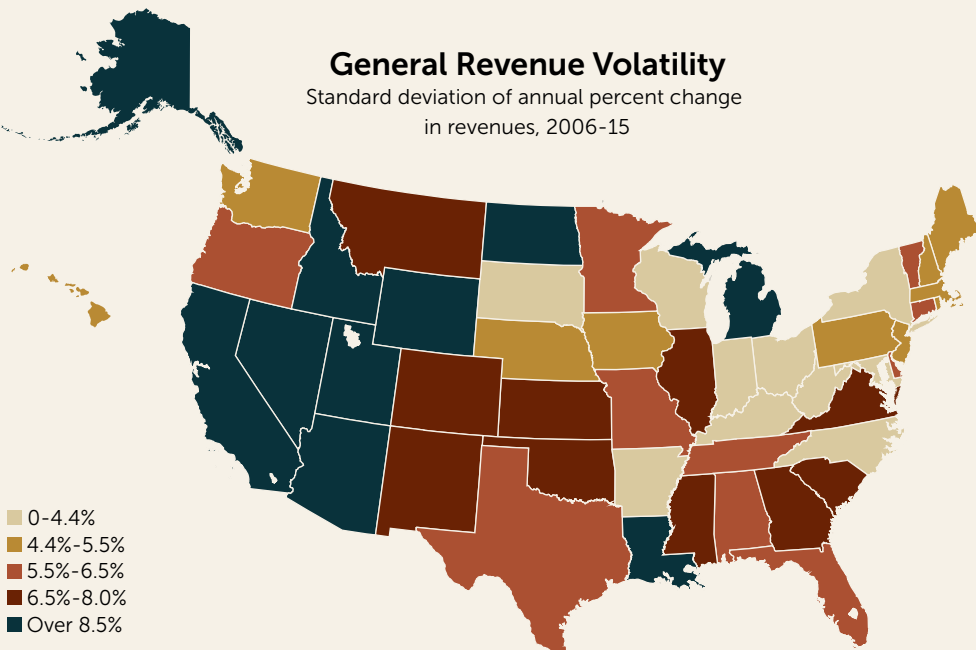 General Revenue Volatility
Standard deviation of annual percent change
in revenues, 2006-15
0-4.4%
4.4%-5.5%
5.5%-6.5%
6.5%-8.0%
Over 8.5%